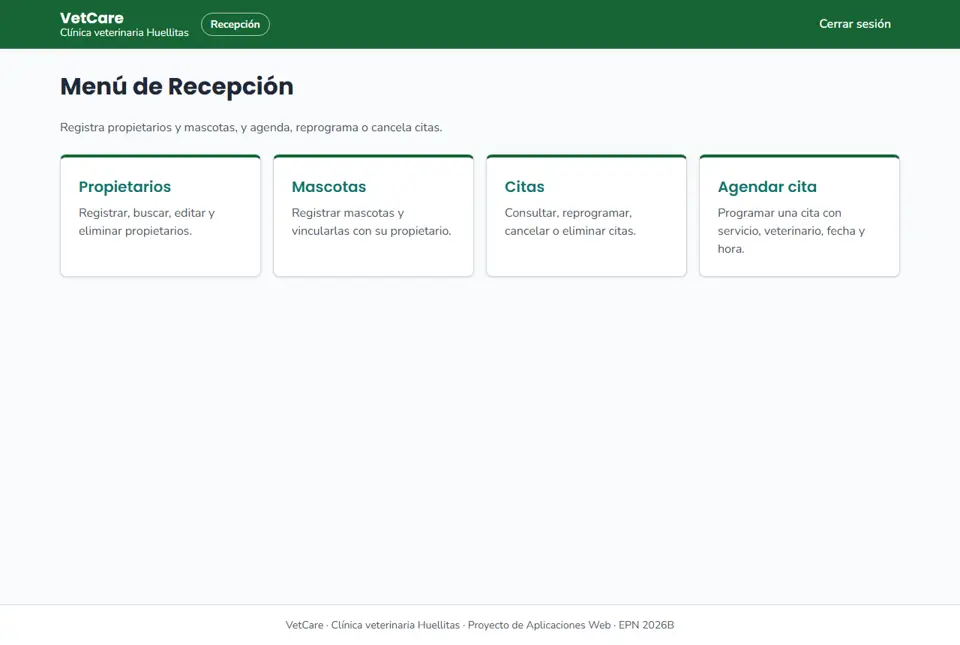 VetCare
Clínica veterinaria Huellitas
Recepción
Cerrar sesión
Menú de Recepción
Registra propietarios y mascotas, y agenda, reprograma o cancela citas.
Propietarios
Registrar, buscar, editar y
eliminar propietarios.
Mascotas
Registrar mascotas y
vincularlas con su propietario.
Citas
Consultar, reprogramar,
cancelar o eliminar citas.
Agendar cita
Programar una cita con
servicio, veterinario, fecha y
hora.
VetCare · Clínica veterinaria Huellitas · Proyecto de Aplicaciones Web · EPN 2026B